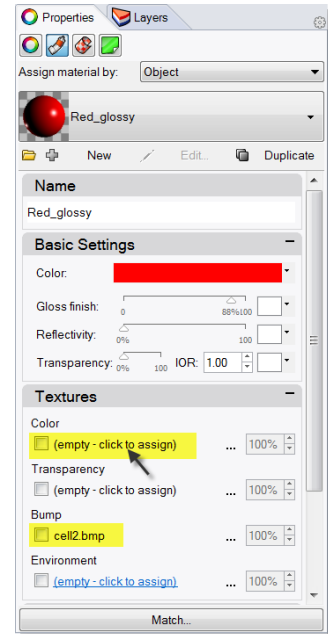 Properties Layers
Assign material by: Object
Red_glossy
New Edit... Duplicate
Name
Red_glossy
Basic Settings
Color:
Gloss finish: 0 88% 100
Reflectivity: 0% 100
Transparency: 0% 100 IOR: 1.00
Textures
Color
(empty - click to assign) ... 100%
Transparency
(empty - click to assign) ... 100%
Bump
cell2.bmp ... 100%
Environment
(empty - click to assign) ... 100%
Match...